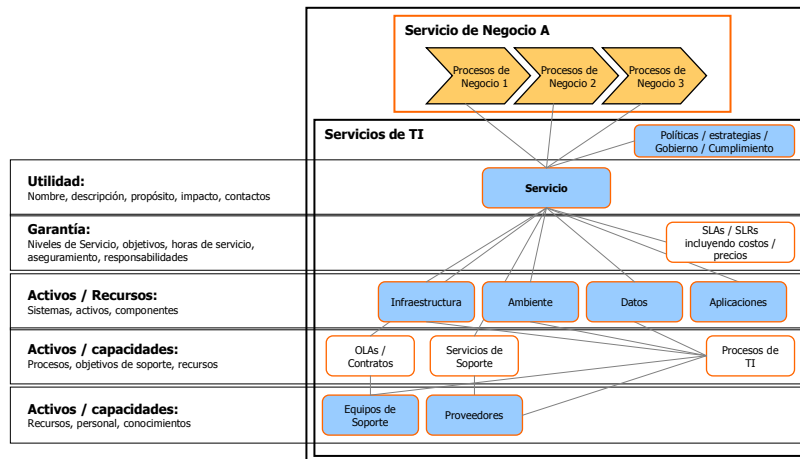 Servicio de Negocio A
Procesos de
Negocio 1
Procesos de
Negocio 2
Procesos de
Negocio 3
Servicios de TI
Políticas / estrategias /
Gobierno / Cumplimiento
Utilidad:
Nombre, descripción, propósito, impacto, contactos
Servicio
Garantía:
Niveles de Servicio, objetivos, horas de servicio,
aseguramiento, responsabilidades
SLAs / SLRs
incluyendo costos /
precios
Activos / Recursos:
Sistemas, activos, componentes
Infraestructura
Ambiente
Datos
Aplicaciones
Activos / capacidades:
Procesos, objetivos de soporte, recursos
OLAs /
Contratos
Servicios de
Soporte
Procesos de
TI
Activos / capacidades:
Recursos, personal, conocimientos
Equipos de
Soporte
Proveedores